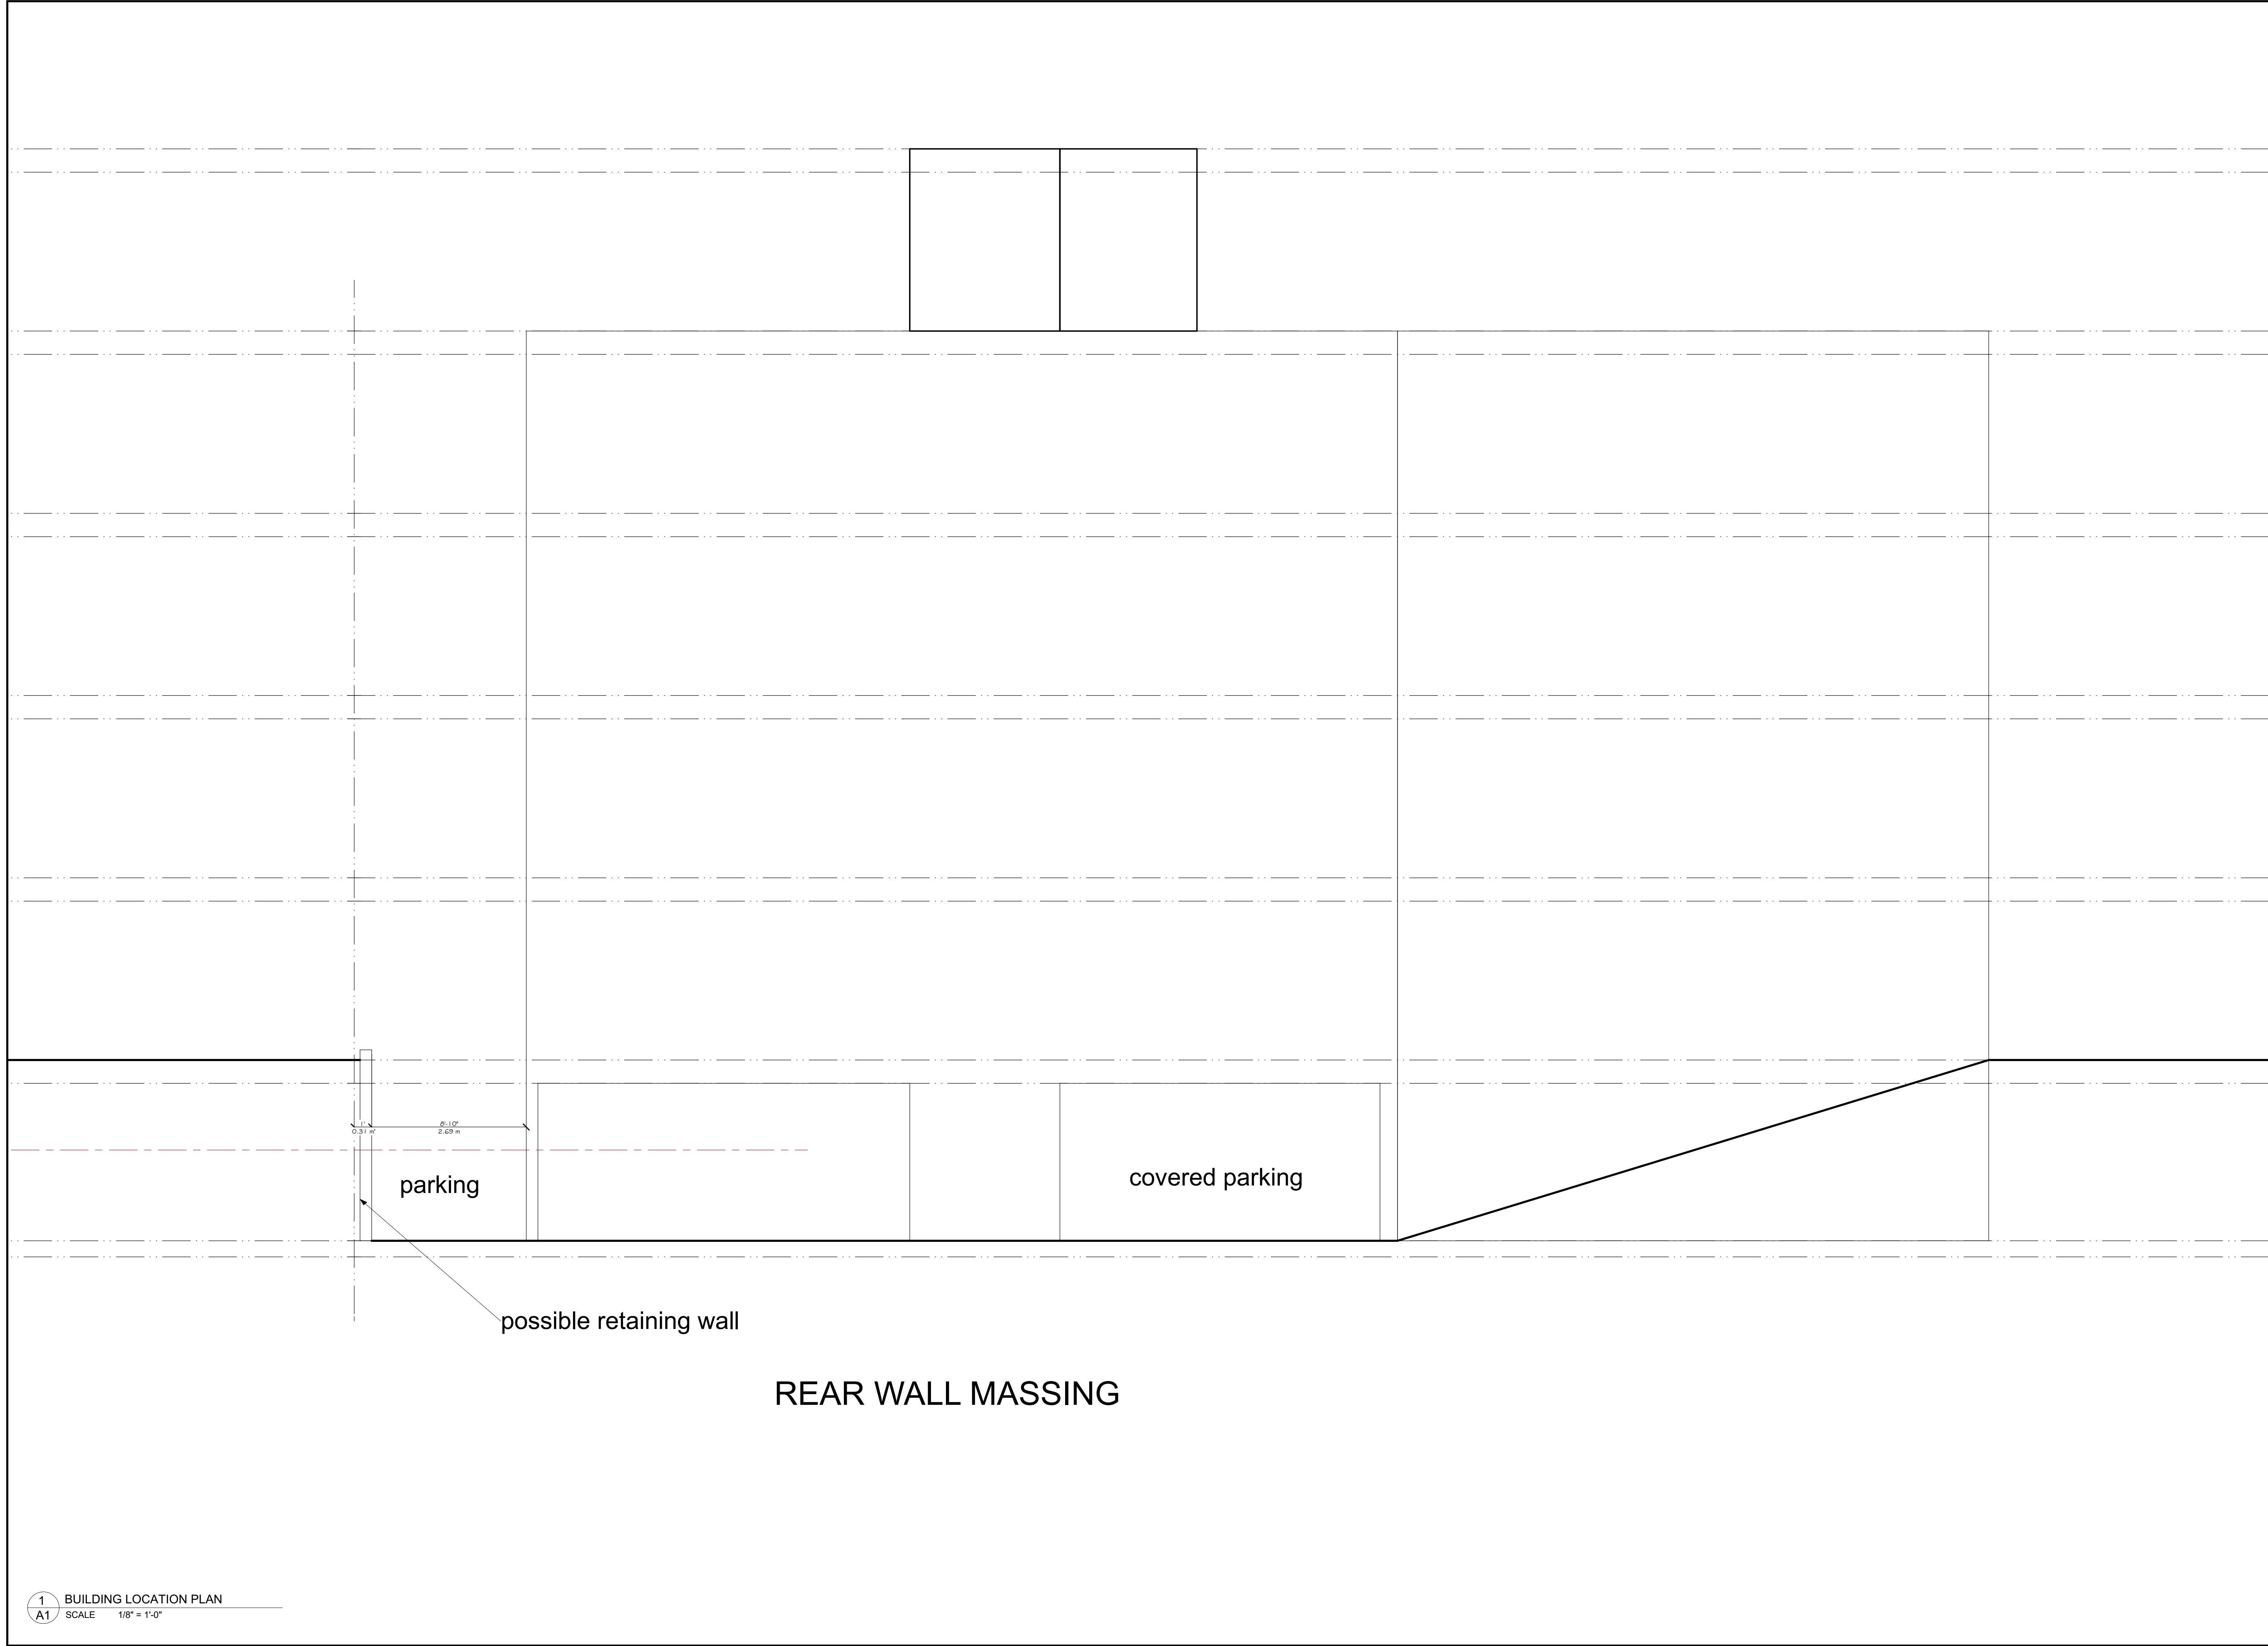 1'
8'-10"
0.31 m
2.69 m
parking
covered parking
possible retaining wall
REAR WALL MASSING
1
BUILDING LOCATION PLAN
A1
SCALE 1/8" = 1'-0"